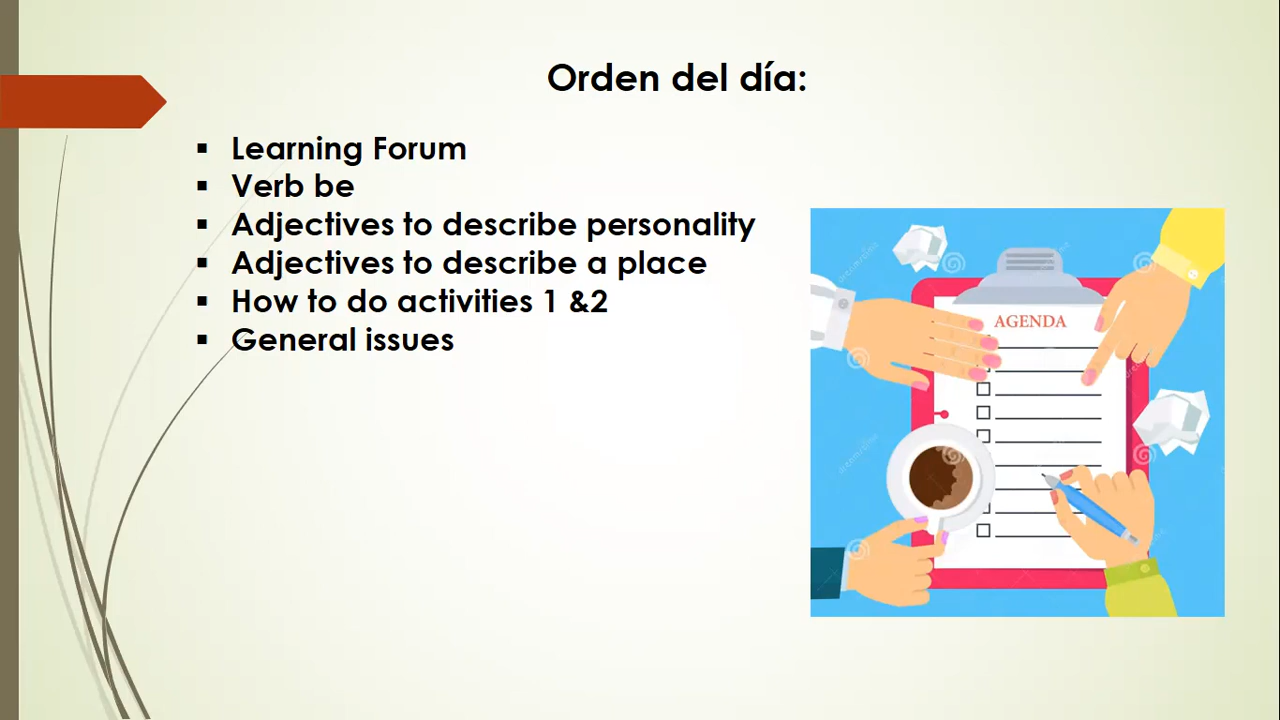 Orden del día:
Learning Forum
Verb be
Adjectives to describe personality
Adjectives to describe a place
How to do activities 1 &2
General issues
AGENDA